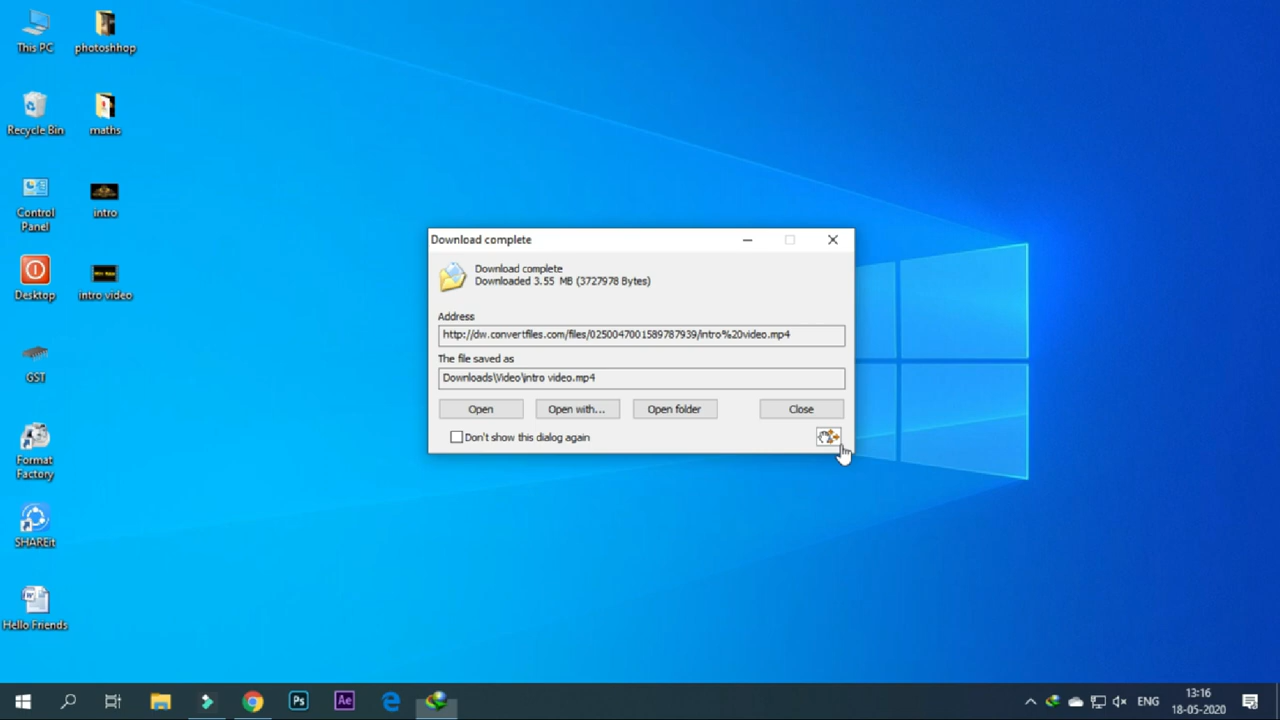 This PC
photoshhop
Recycle Bin
maths
Control
Panel
intro
Desktop
intro video
GST
Format
Factory
SHAREit
Hello Friends
Download complete
Download complete
Downloaded 3.55 MB (3727978 Bytes)
Address
http://dw.convertfiles.com/files/0250047001589787939/intro%20video.mp4
The file saved as
Downloads\Video\intro video.mp4
Open
Open with...
Open folder
Close
Don't show this dialog again
Ps
Ae
ENG
13:16
18-05-2020